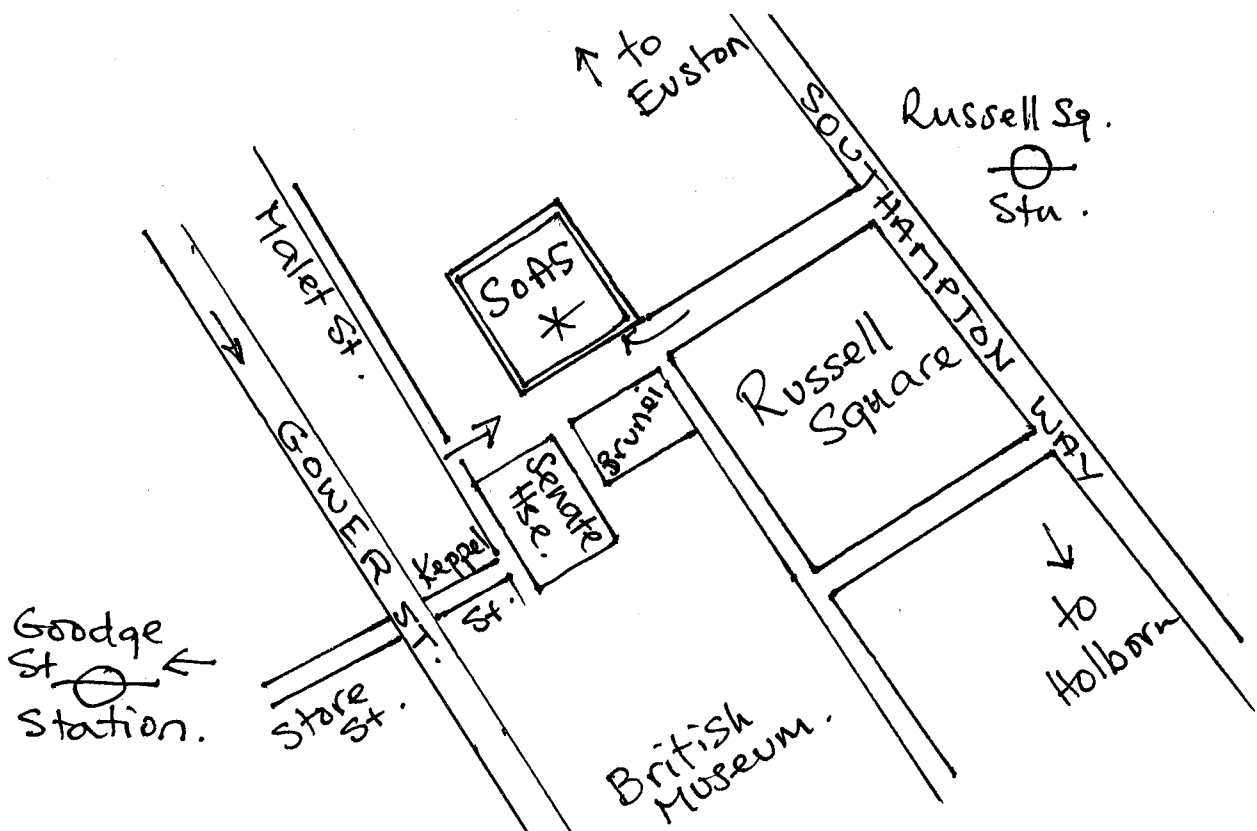 to
Euston
SOUTHAMPTON WAY
Russell Sq.
Stn.
Malet St.
SOAS
Russell
Square
GOWER ST.
Brunei
Senate
Hse.
Keppel
St.
Goodge
St
Station.
Store
St.
to
Holborn
British
Museum.